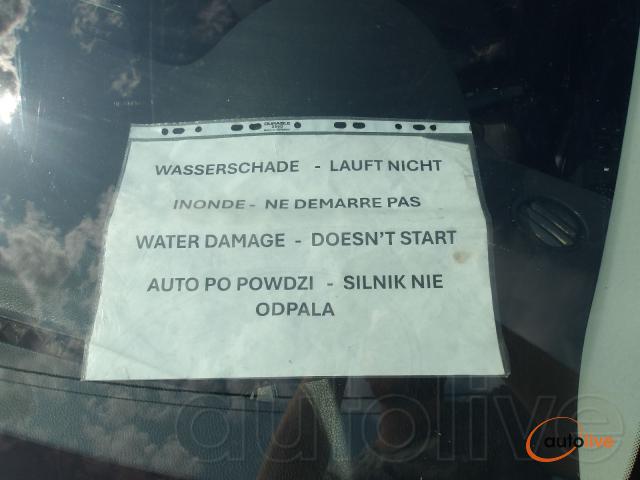 DURABLE
WASSERSCHADE - LAUFT NICHT
INONDE - NE DEMARRE PAS
WATER DAMAGE - DOESN'T START
AUTO PO POWDZI - SILNIK NIE
ODPALA
autolive
autolive